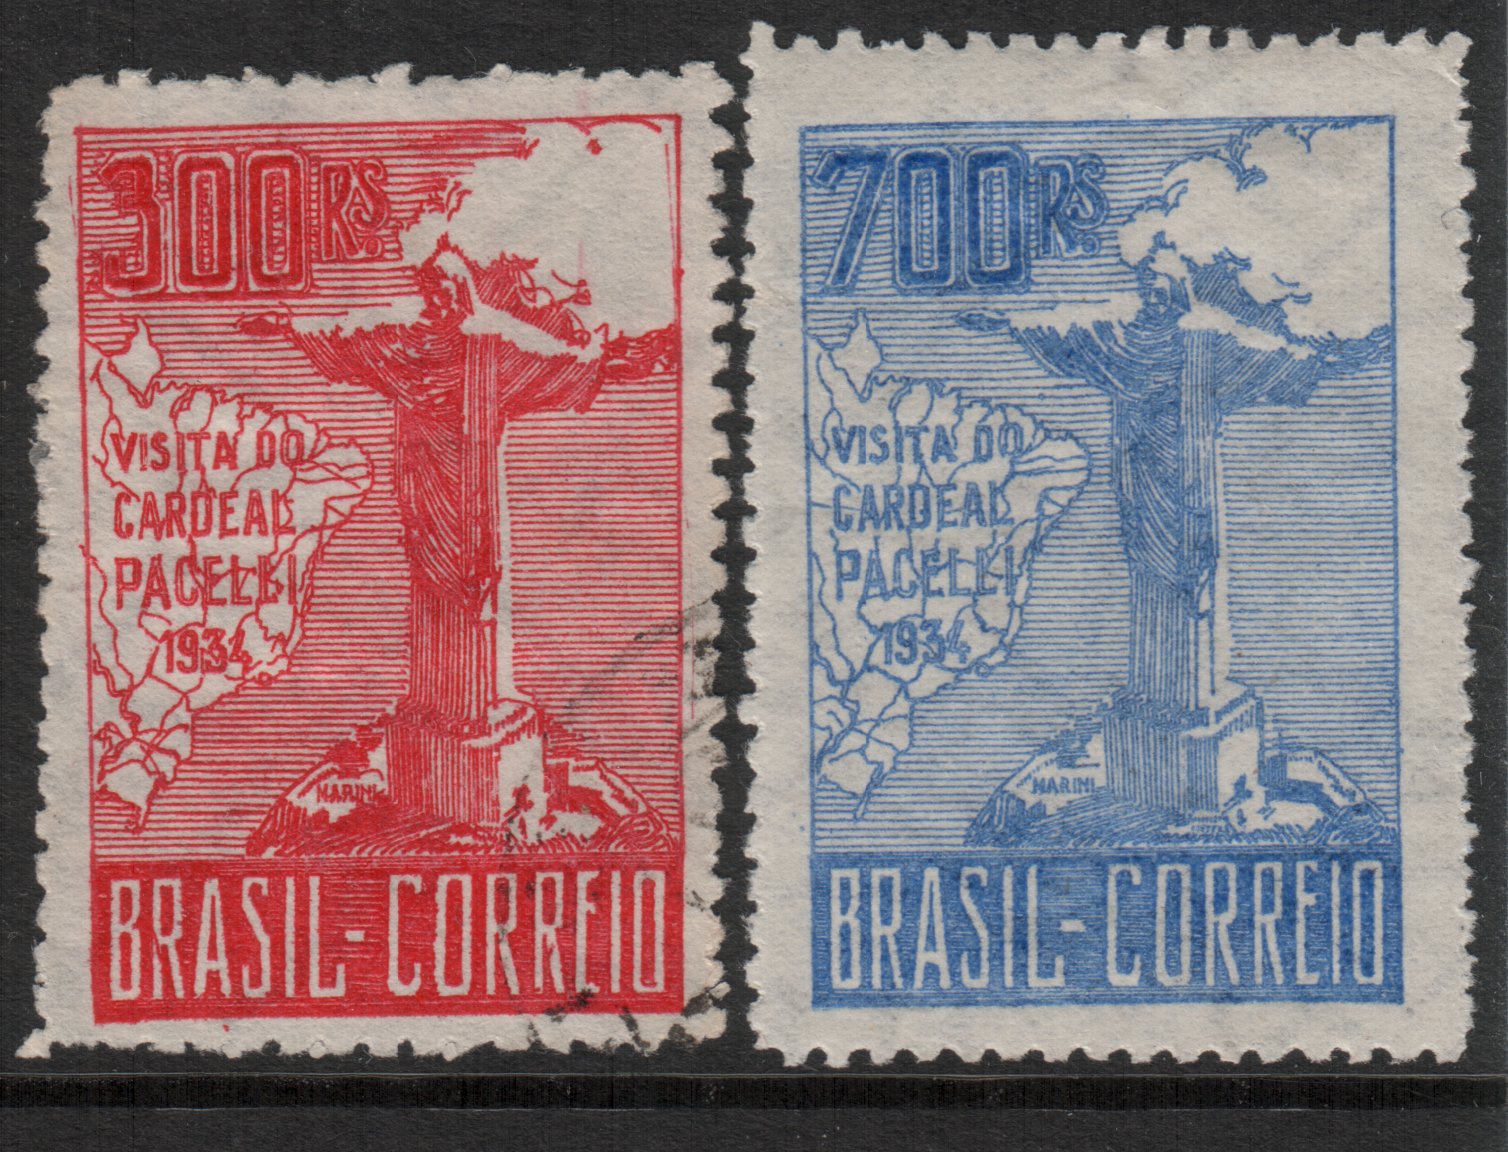 300 RS.
VISITA DO
CARDEAL
PACELLI
1934
MARINI
BRASIL-CORREIO
700 RS.
VISITA DO
CARDEAL
PACELLI
1934
MARINI
BRASIL-CORREIO